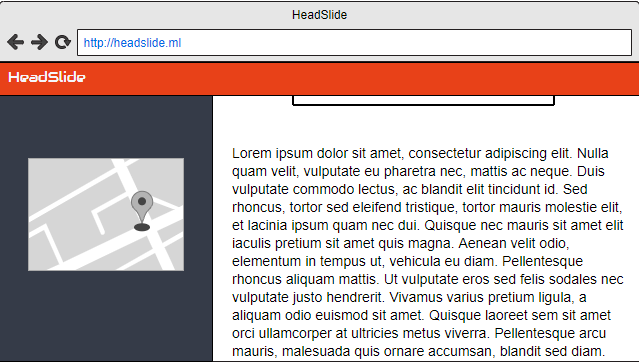 HeadSlide
http://headslide.ml
HeadSlide
Lorem ipsum dolor sit amet, consectetur adipiscing elit. Nulla
quam velit, vulputate eu pharetra nec, mattis ac neque. Duis
vulputate commodo lectus, ac blandit elit tincidunt id. Sed
rhoncus, tortor sed eleifend tristique, tortor mauris molestie elit,
et lacinia ipsum quam nec dui. Quisque nec mauris sit amet elit
iaculis pretium sit amet quis magna. Aenean velit odio,
elementum in tempus ut, vehicula eu diam. Pellentesque
rhoncus aliquam mattis. Ut vulputate eros sed felis sodales nec
vulputate justo hendrerit. Vivamus varius pretium ligula, a
aliquam odio euismod sit amet. Quisque laoreet sem sit amet
orci ullamcorper at ultricies metus viverra. Pellentesque arcu
mauris, malesuada quis ornare accumsan, blandit sed diam.